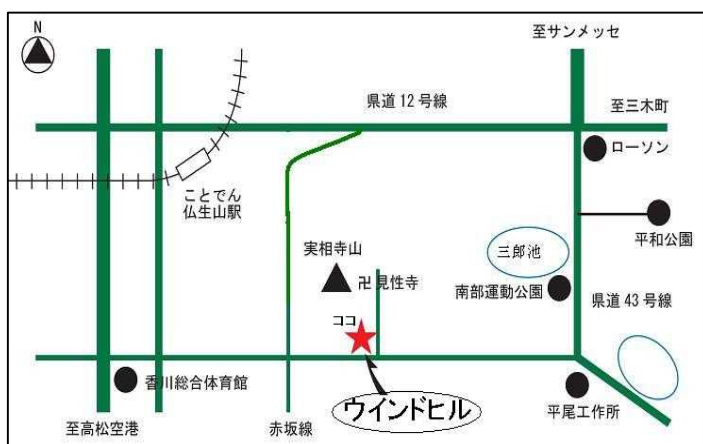 N
至サンメッセ
県道12号線
至三木町
ローソン
ことでん
仏生山駅
平和公園
実相寺山
三郎池
卍見性寺
南部運動公園
県道43号線
ココ
香川総合体育館
ウインドヒル
至高松空港
赤坂線
平尾工作所